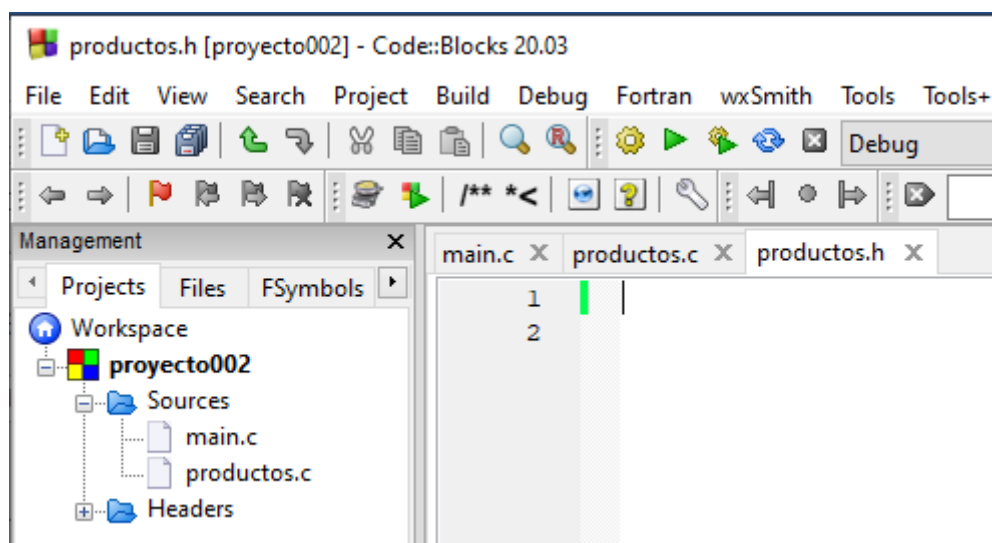 productos.h [proyecto002] - Code::Blocks 20.03
File Edit View Search Project Build Debug Fortran wxSmith Tools Tools+
Debug
/** *<
Management
main.c productos.c productos.h
Projects Files FSymbols
1
2
Workspace
proyecto002
Sources
main.c
productos.c
Headers